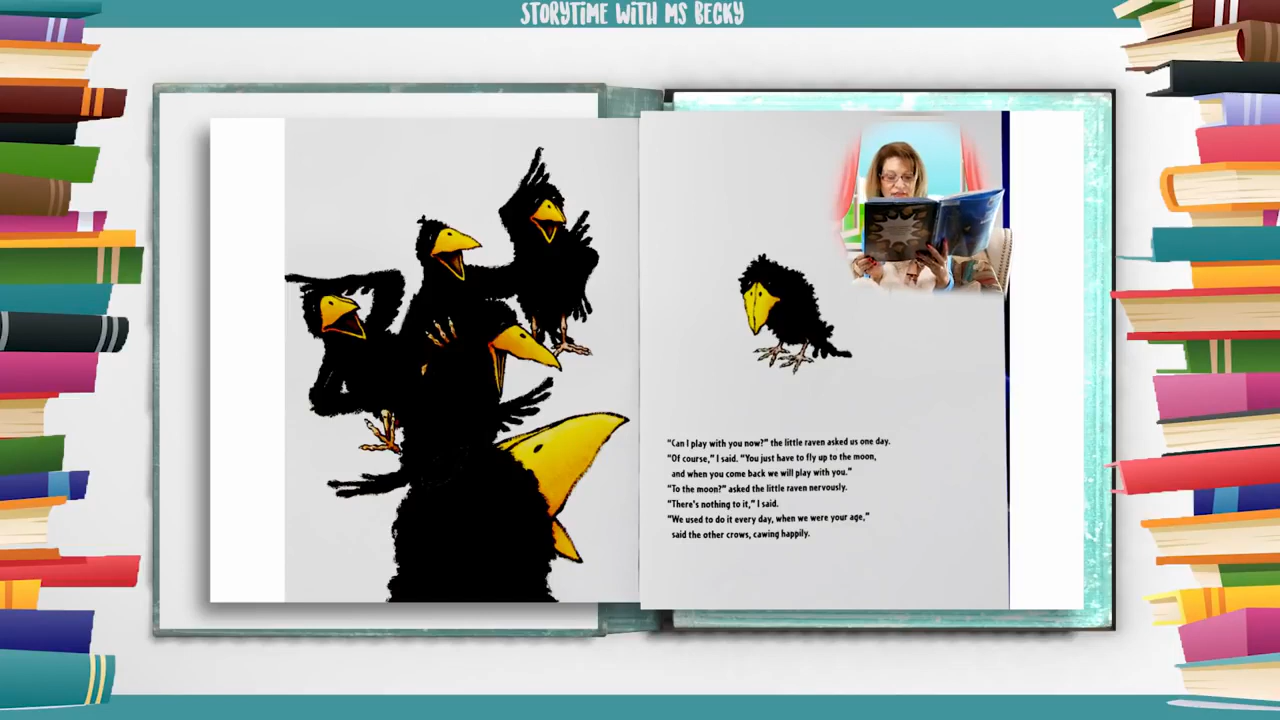 STORYTIME WITH MS BECKY
"Can I play with you now?" the little raven asked us one day.
"Of course," I said. "You just have to fly up to the moon,
and when you come back we will play with you."
"To the moon?" asked the little raven nervously.
"There's nothing to it," I said.
"We used to do it every day, when we were your age,"
said the other crows, cawing happily.